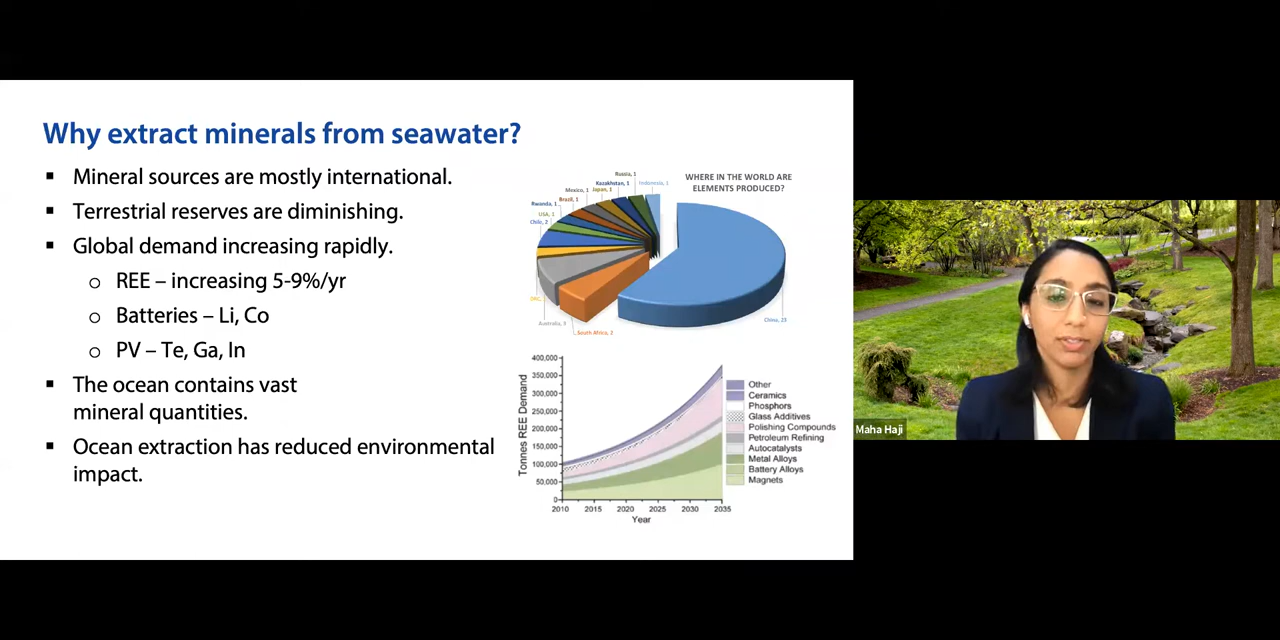 Why extract minerals from seawater?
▪ Mineral sources are mostly international.
▪ Terrestrial reserves are diminishing.
▪ Global demand increasing rapidly.
o REE – increasing 5-9%/yr
o Batteries – Li, Co
o PV – Te, Ga, In
▪ The ocean contains vast
mineral quantities.
▪ Ocean extraction has reduced environmental
impact.
WHERE IN THE WORLD ARE
ELEMENTS PRODUCED?
Russia, 1
Kazakhstan, 1
Indonesia, 1
Mexico, 1
Japan, 1
Rwanda, 1
Brazil, 1
USA, 1
Chile, 2
DRC,
Australia, 3
South Africa, 2
China, 23
Tonnes REE Demand
400,000
350,000
300,000
250,000
200,000
150,000
100,000
50,000
0
2010 2015 2020 2025 2030 2035
Year
Other
Ceramics
Phosphors
Glass Additives
Polishing Compounds
Petroleum Refining
Autocatalysts
Metal Alloys
Battery Alloys
Magnets
Maha Haji